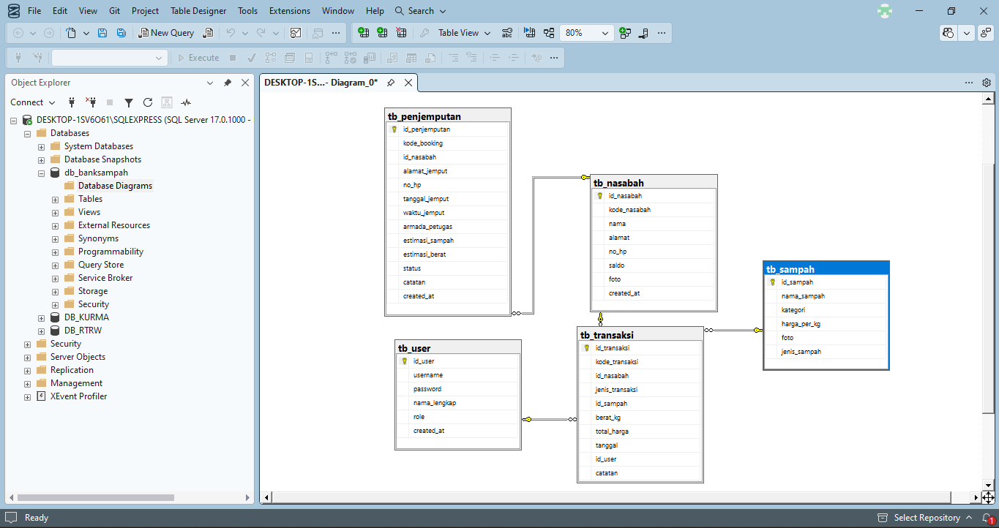 File Edit View Git Project Table Designer Tools Extensions Window Help Search
New Query Table View 80%
Execute
Object Explorer
Connect
DESKTOP-1SV6O61\SQLEXPRESS (SQL Server 17.0.1000 -
Databases
System Databases
Database Snapshots
db_banksampah
Database Diagrams
Tables
Views
External Resources
Synonyms
Programmability
Query Store
Service Broker
Storage
Security
DB_KURMA
DB_RTRW
Security
Server Objects
Replication
Management
XEvent Profiler
DESKTOP-1S...- Diagram_0*
tb_penjemputan
id_penjemputan
kode_booking
id_nasabah
alamat_jemput
no_hp
tanggal_jemput
waktu_jemput
armada_petugas
estimasi_sampah
estimasi_berat
status
catatan
created_at
tb_nasabah
id_nasabah
kode_nasabah
nama
alamat
no_hp
saldo
foto
created_at
tb_sampah
id_sampah
nama_sampah
kategori
harga_per_kg
foto
jenis_sampah
tb_user
id_user
username
password
nama_lengkap
role
created_at
tb_transaksi
id_transaksi
kode_transaksi
id_nasabah
jenis_transaksi
id_sampah
berat_kg
total_harga
tanggal
id_user
catatan
Ready
Select Repository
1